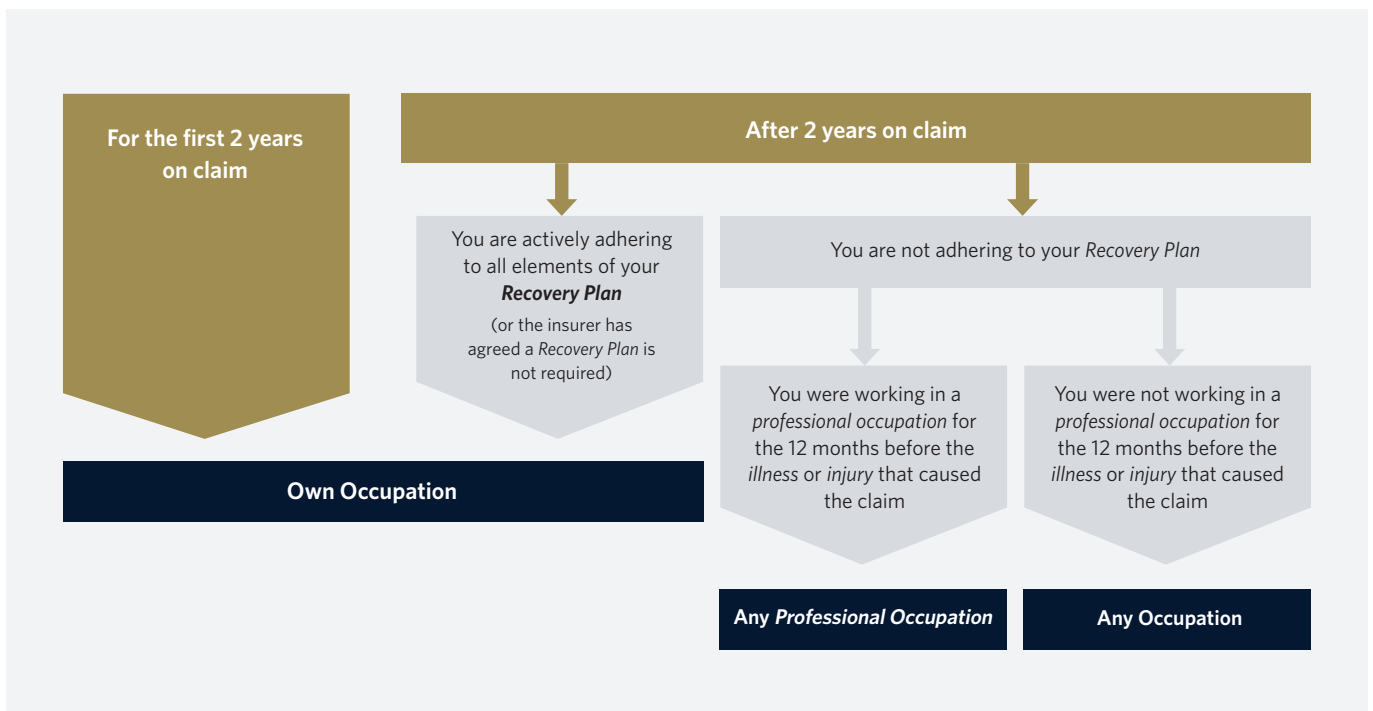 For the first 2 years
on claim
After 2 years on claim
You are actively adhering
to all elements of your
Recovery Plan
(or the insurer has
agreed a Recovery Plan is
not required)
You are not adhering to your Recovery Plan
You were working in a
professional occupation for
the 12 months before the
illness or injury that caused
the claim
You were not working in a
professional occupation for
the 12 months before the
illness or injury that caused
the claim
Own Occupation
Any Professional Occupation
Any Occupation